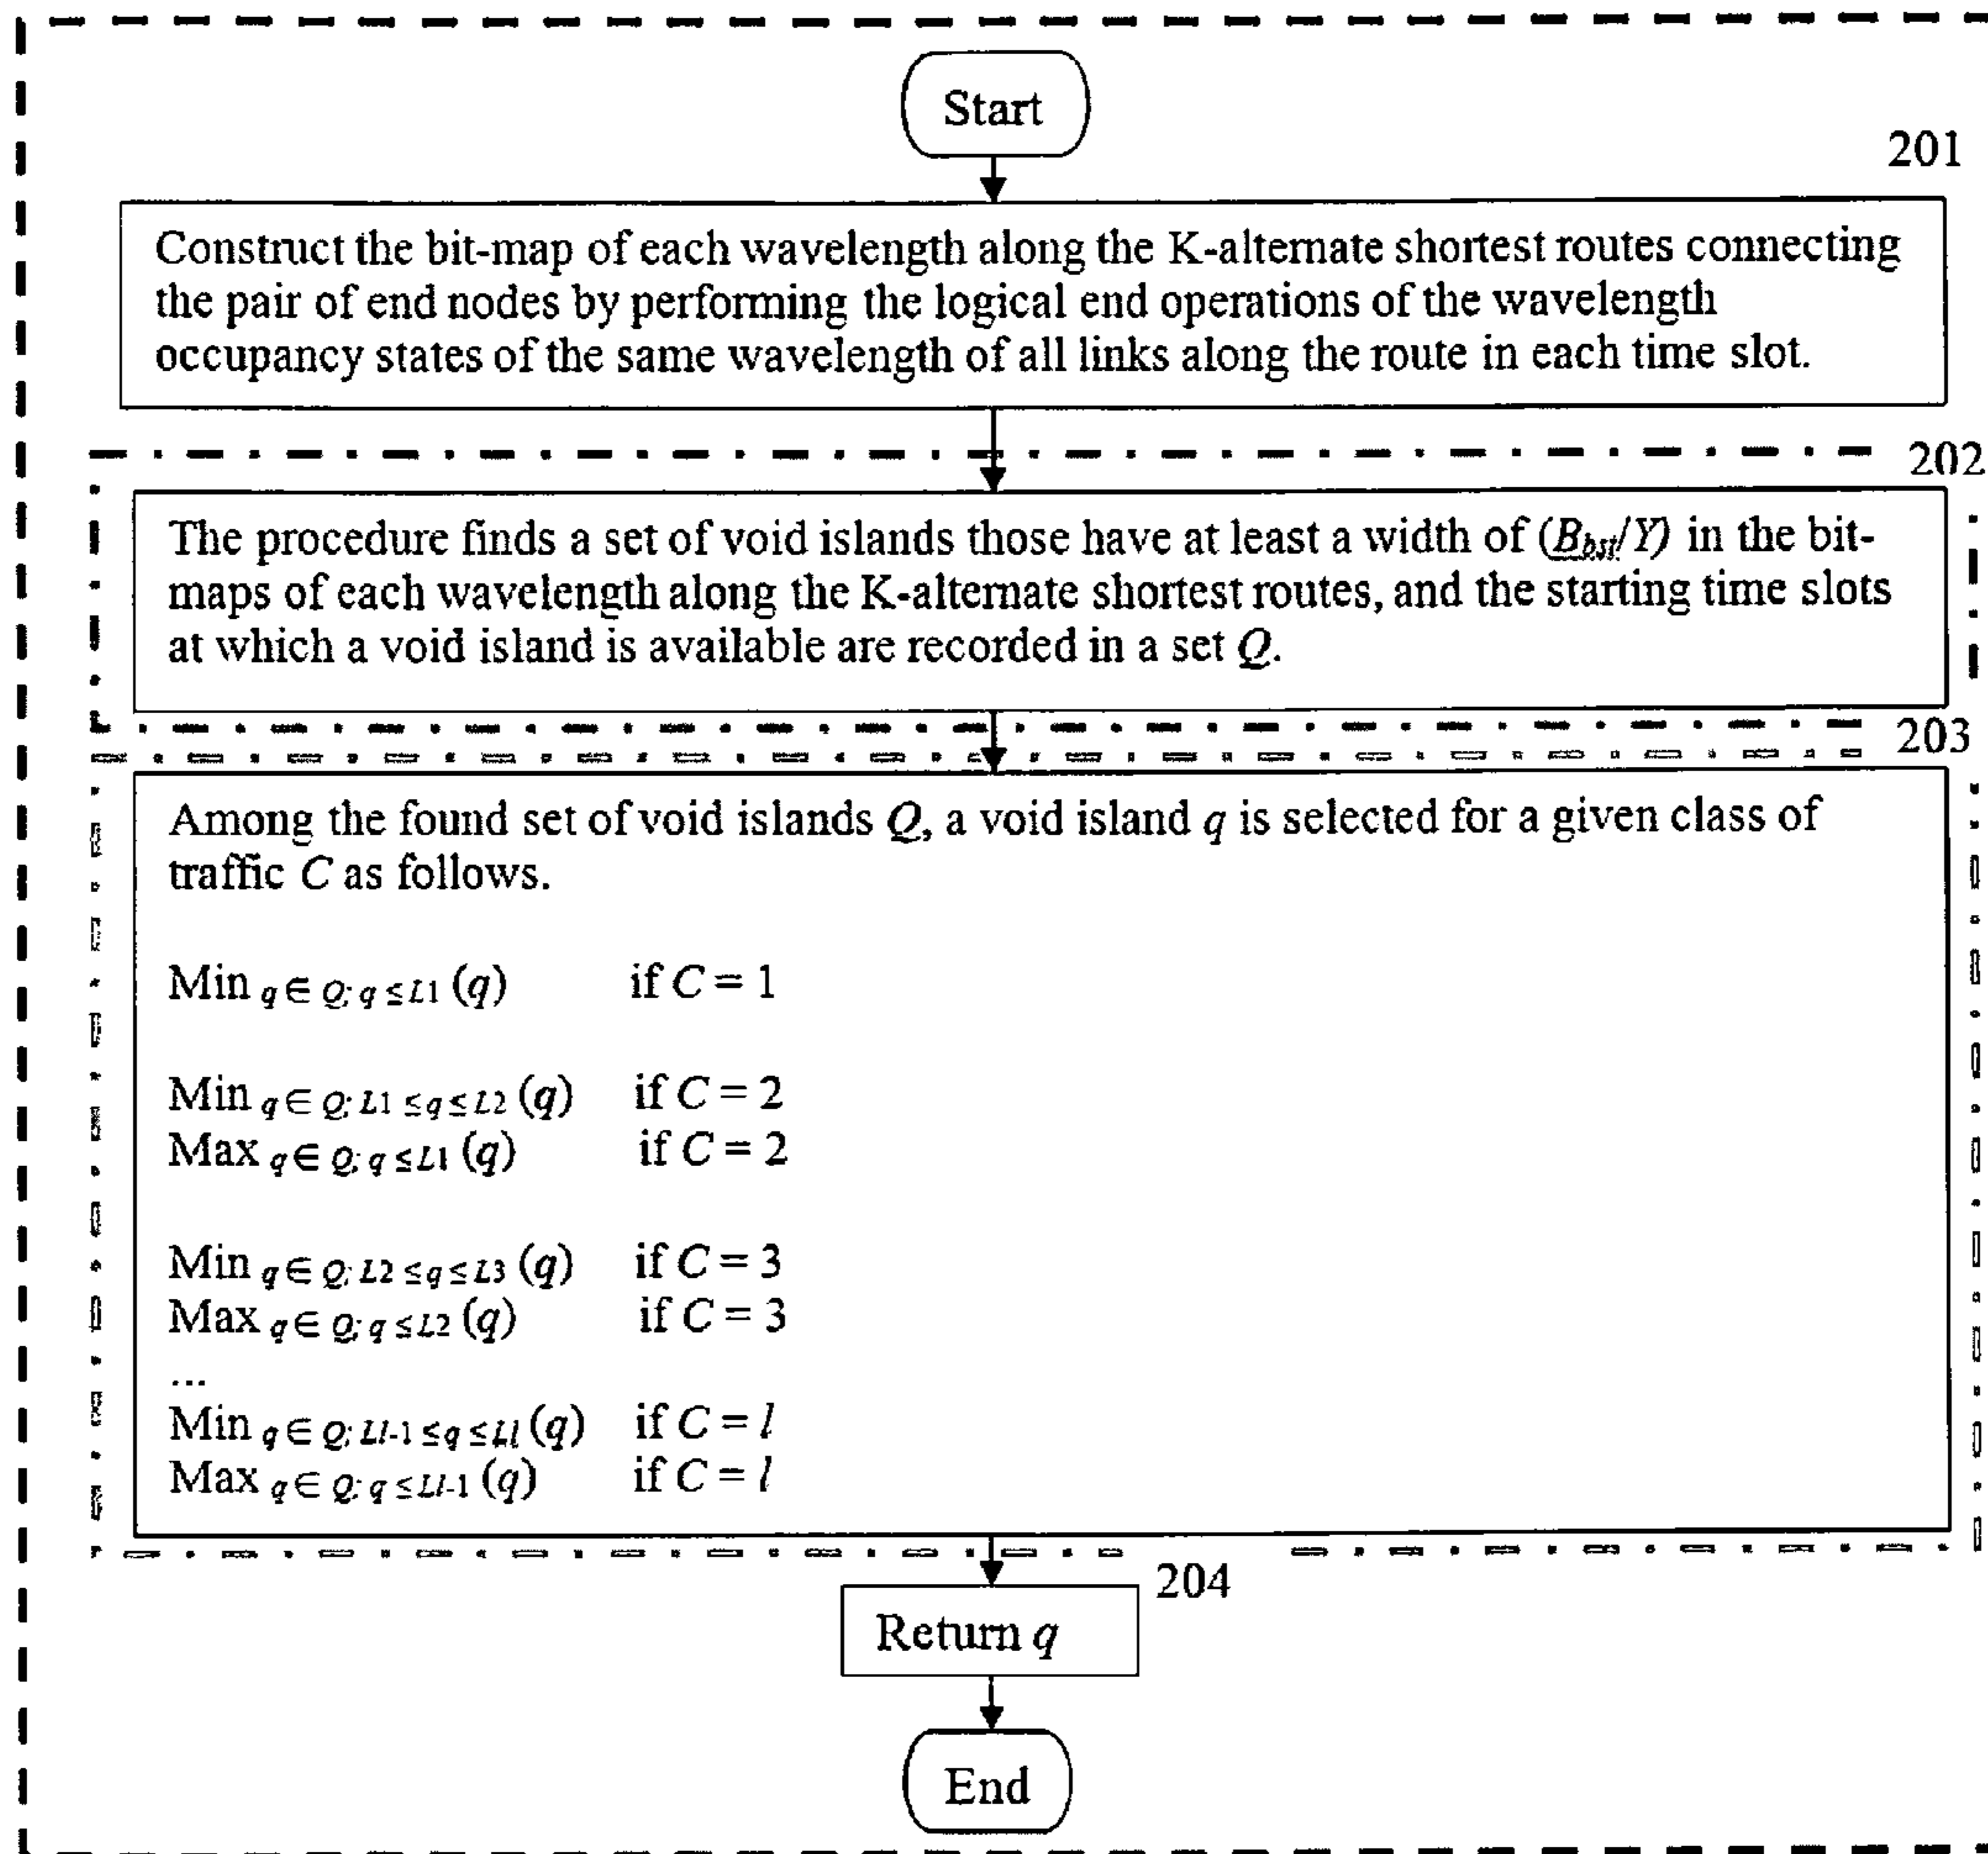 Start
201
Construct the bit-map of each wavelength along the K-alternate shortest routes connecting
the pair of end nodes by performing the logical end operations of the wavelength
occupancy states of the same wavelength of all links along the route in each time slot.
202
The procedure finds a set of void islands those have at least a width of (B_bst/Y) in the bit-
maps of each wavelength along the K-alternate shortest routes, and the starting time slots
at which a void island is available are recorded in a set Q.
203
Among the found set of void islands Q, a void island q is selected for a given class of
traffic C as follows.
Min q ∈ Q; q ≤ L1 (q) if C = 1
Min q ∈ Q; L1 ≤ q ≤ L2 (q) if C = 2
Max q ∈ Q; q ≤ L1 (q) if C = 2
Min q ∈ Q; L2 ≤ q ≤ L3 (q) if C = 3
Max q ∈ Q; q ≤ L2 (q) if C = 3
...
Min q ∈ Q; Ll-1 ≤ q ≤ Ll (q) if C = l
Max q ∈ Q; q ≤ Ll-1 (q) if C = l
204
Return q
End